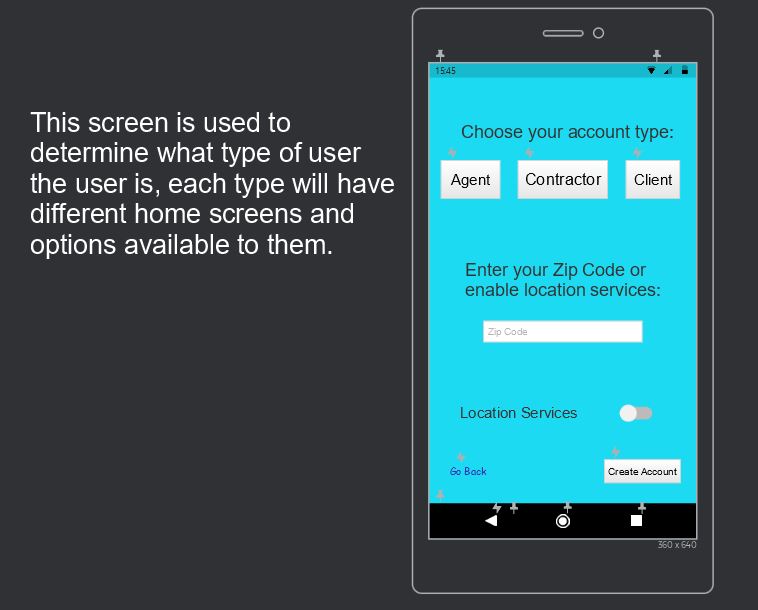 This screen is used to
determine what type of user
the user is, each type will have
different home screens and
options available to them.
15:45
Choose your account type:
Agent Contractor Client
Enter your Zip Code or
enable location services:
Zip Code
Location Services
Go Back Create Account
360 x 640